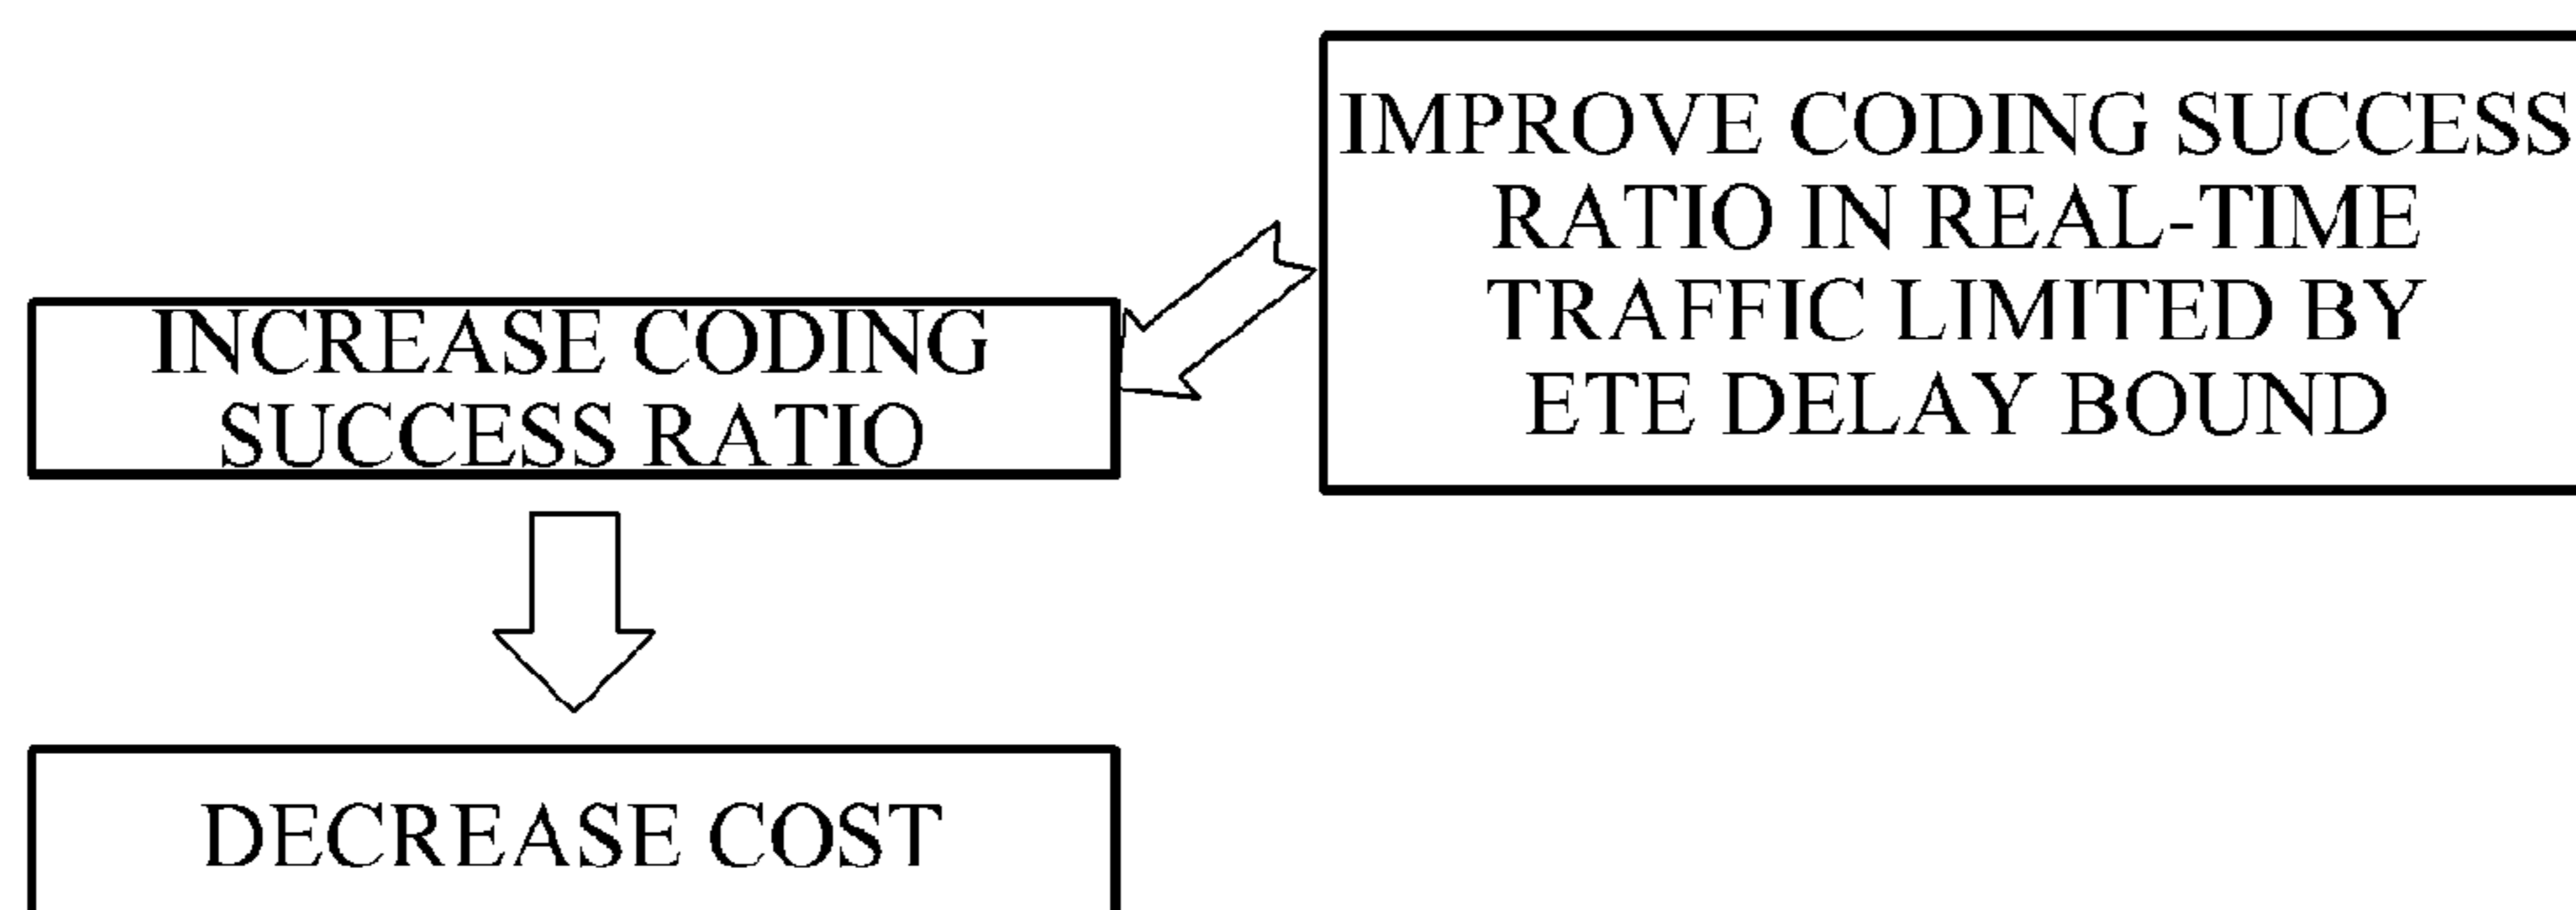 IMPROVE CODING SUCCESS
RATIO IN REAL-TIME
TRAFFIC LIMITED BY
ETE DELAY BOUND
INCREASE CODING
SUCCESS RATIO
DECREASE COST